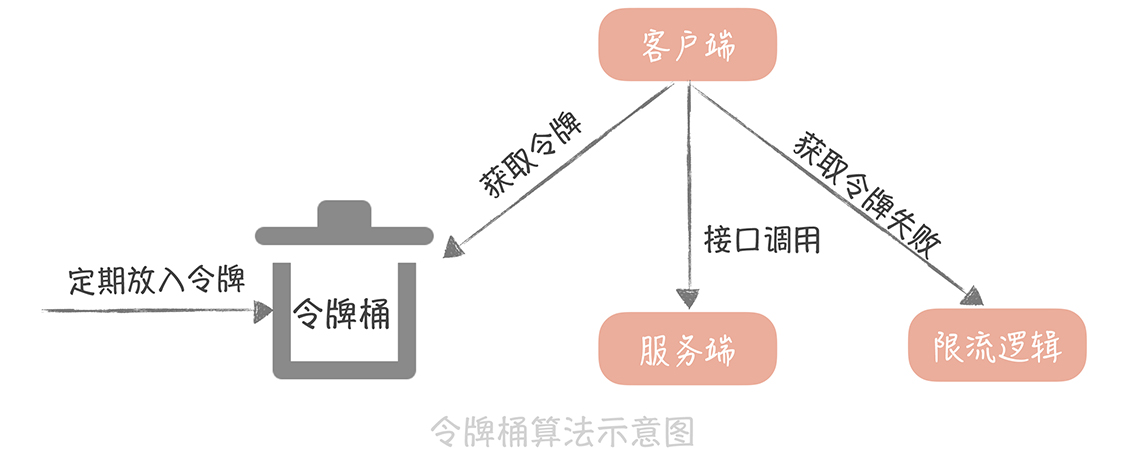 客户端
获取令牌
获取令牌失败
接口调用
定期放入令牌
令牌桶
服务端
限流逻辑
令牌桶算法示意图